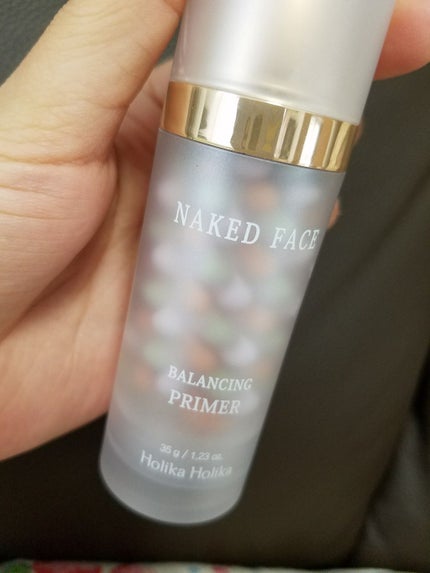 NAKED FACE
BALANCING
PRIMER
35 g / 1.23 oz.
Holika Holika